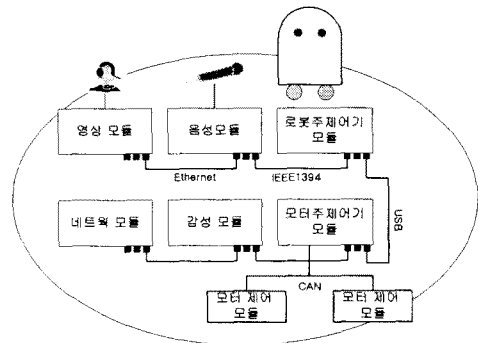 영상 모듈
음성모듈
로봇주제어기
모듈
Ethernet
IEEE1394
네트웍 모듈
감성 모듈
모터주제어기
모듈
USB
CAN
모터 제어
모듈
모터 제어
모듈